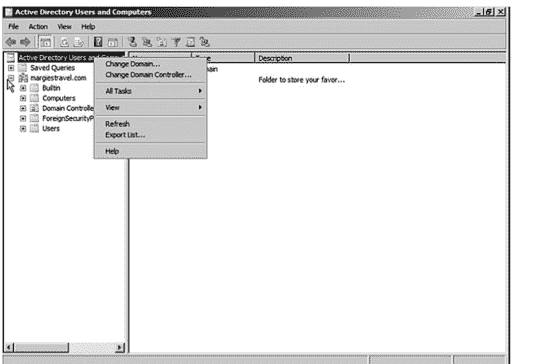 Active Directory Users and Computers
File Action View Help
Description
Active Directory Users and
Saved Queries
margiestravel.com
Folder to store your favor...
Builtin
Computers
Domain Controlle
ForeignSecurityP
Users
Change Domain...
Change Domain Controller...
All Tasks
View
Refresh
Export List...
Help